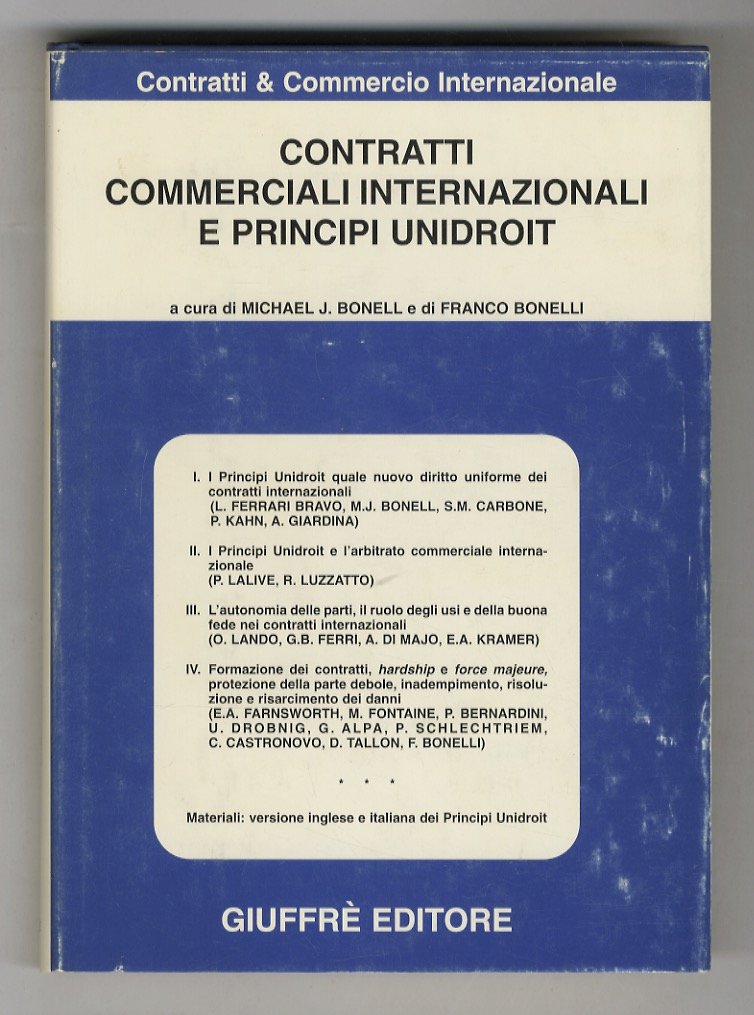 Contratti & Commercio Internazionale
CONTRATTI
COMMERCIALI INTERNAZIONALI
E PRINCIPI UNIDROIT
a cura di MICHAEL J. BONELL e di FRANCO BONELLI
I. I Principi Unidroit quale nuovo diritto uniforme dei
contratti internazionali
(L. FERRARI BRAVO, M.J. BONELL, S.M. CARBONE,
P. KAHN, A. GIARDINA)
II. I Principi Unidroit e l'arbitrato commerciale interna-
zionale
(P. LALIVE, R. LUZZATTO)
III. L'autonomia delle parti, il ruolo degli usi e della buona
fede nei contratti internazionali
(O. LANDO, G.B. FERRI, A. DI MAJO, E.A. KRAMER)
IV. Formazione dei contratti, hardship e force majeure,
protezione della parte debole, inadempimento, risolu-
zione e risarcimento dei danni
(E.A. FARNSWORTH, M. FONTAINE, P. BERNARDINI,
U. DROBNIG, G. ALPA, P. SCHLECHTRIEM,
C. CASTRONOVO, D. TALLON, F. BONELLI)
* * *
Materiali: versione inglese e italiana dei Principi Unidroit
GIUFFRÈ EDITORE